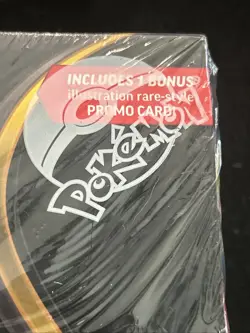 INCLUDES 1 BONUS
illustration rare-style
PROMO CARD
Pokémon